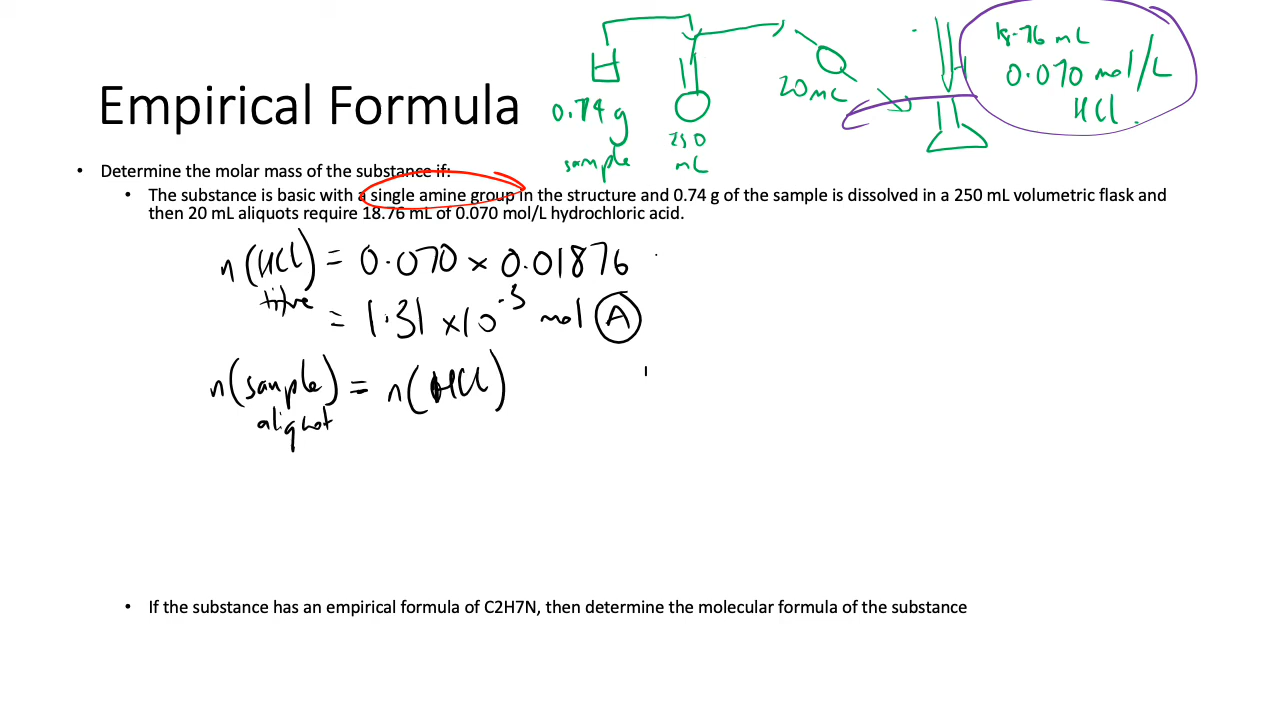 18.76 mL
0.070 mol/L
HCl
20mL
Empirical Formula
0.74 g
sample
250
mL
• Determine the molar mass of the substance if:
• The substance is basic with a single amine group in the structure and 0.74 g of the sample is dissolved in a 250 mL volumetric flask and
then 20 mL aliquots require 18.76 mL of 0.070 mol/L hydrochloric acid.
n(HCl) = 0.070 × 0.01876
titre
= 1.31 × 10⁻³ mol (A)
n(sample) = n(HCl)
aliquot
• If the substance has an empirical formula of C2H7N, then determine the molecular formula of the substance